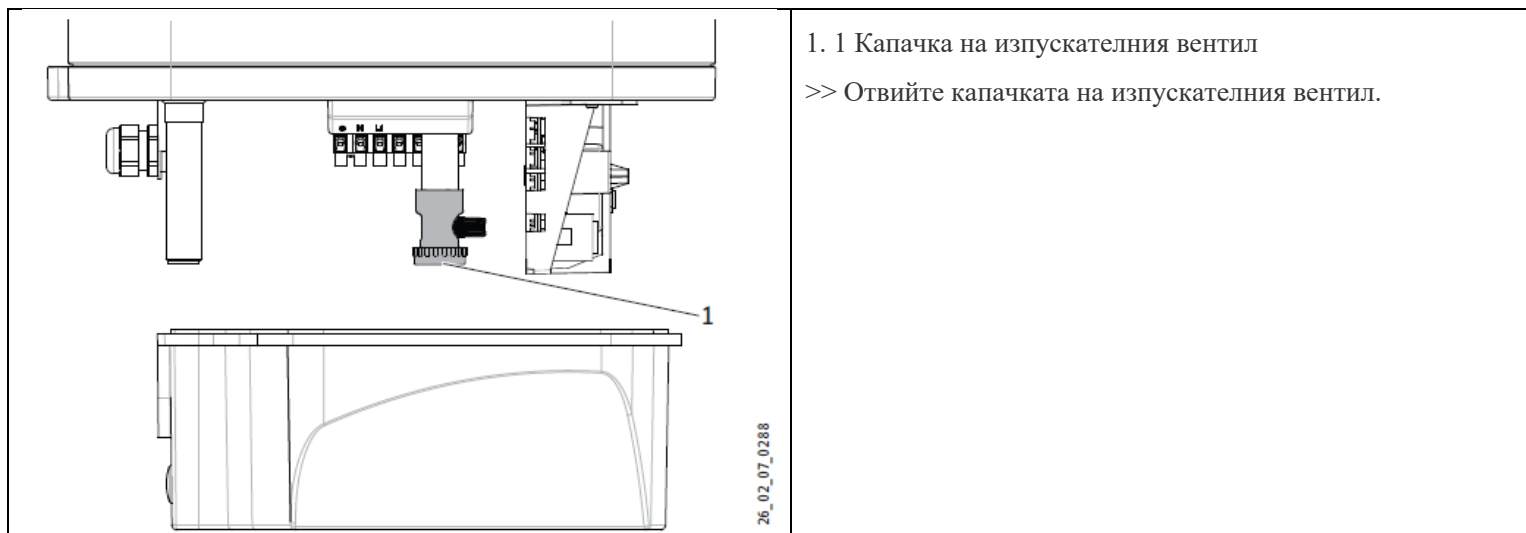 1. 1 Капачка на изпускателния вентил
>> Отвийте капачката на изпускателния вентил.
1
26_02_07_0288